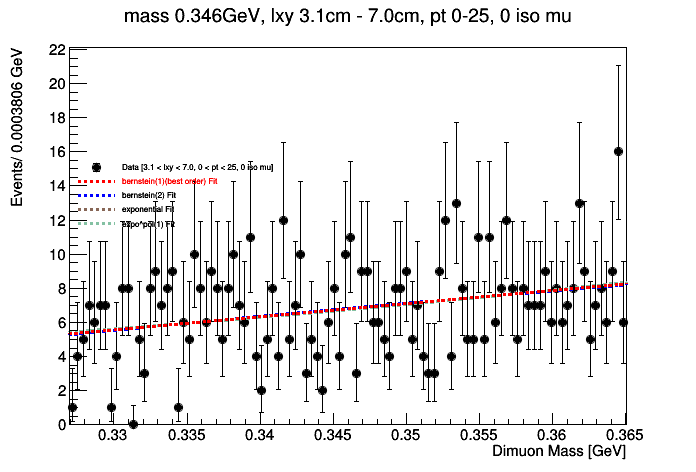 mass 0.346GeV, lxy 3.1cm - 7.0cm, pt 0-25, 0 iso mu
Events/ 0.0003806 GeV
22
20
18
16
14
12
10
8
6
4
2
0
Data [3.1 < lxy < 7.0, 0 < pt < 25, 0 iso mu]
bernstein(1)(best order) Fit
bernstein(2) Fit
exponential Fit
expo*pol(1) Fit
0.33 0.335 0.34 0.345 0.35 0.355 0.36 0.365
Dimuon Mass [GeV]